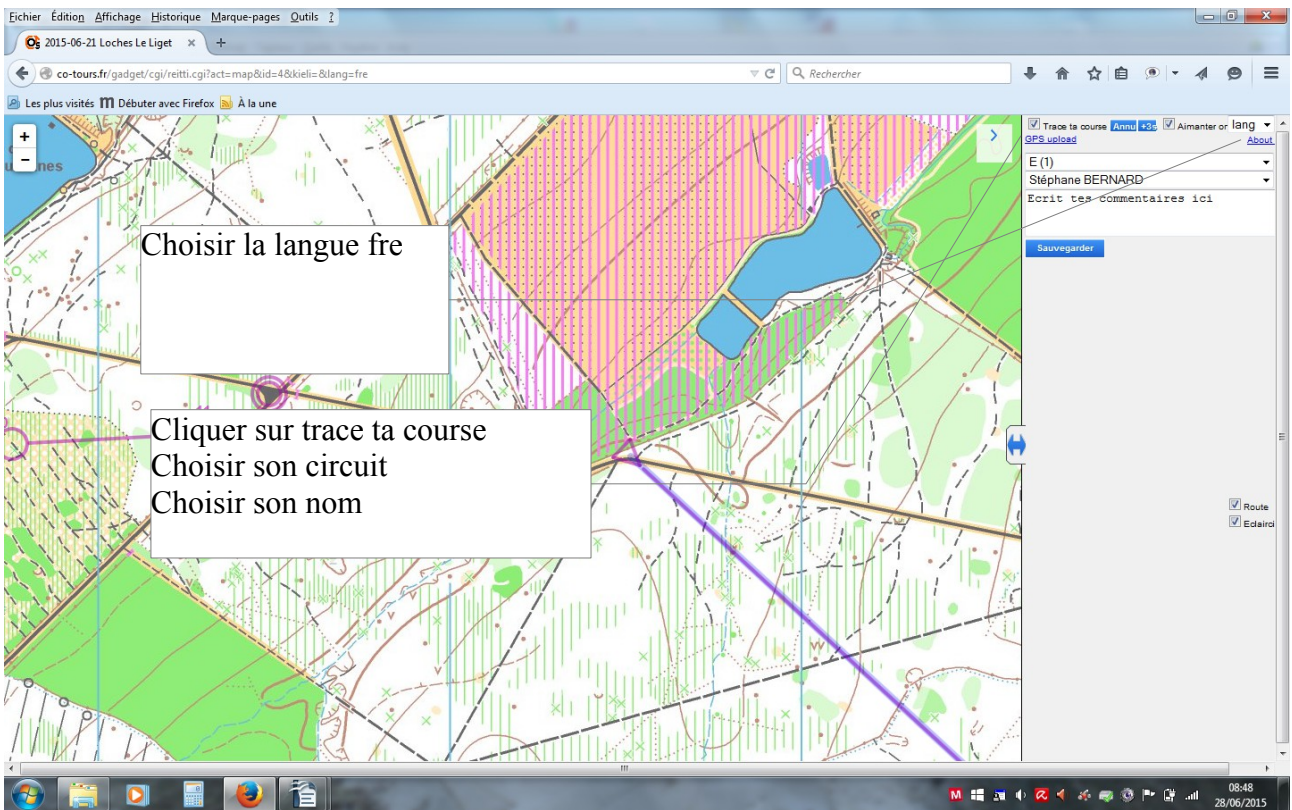 Fichier Édition Affichage Historique Marque-pages Outils ?
2015-06-21 Loches Le Liget × +
co-tours.fr/gadget/cgi/reitti.cgi?act=map&id=4&kieli=&lang=fre
Rechercher
Les plus visités Débuter avec Firefox À la une
+
−
nes
Trace ta course Annu +3s Aimanter or lang
GPS upload About
E (1)
Stéphane BERNARD
Ecrit tes commentaires ici
Sauvegarder
Choisir la langue fre
Cliquer sur trace ta course
Choisir son circuit
Choisir son nom
Route
Eclairci
08:48
28/06/2015